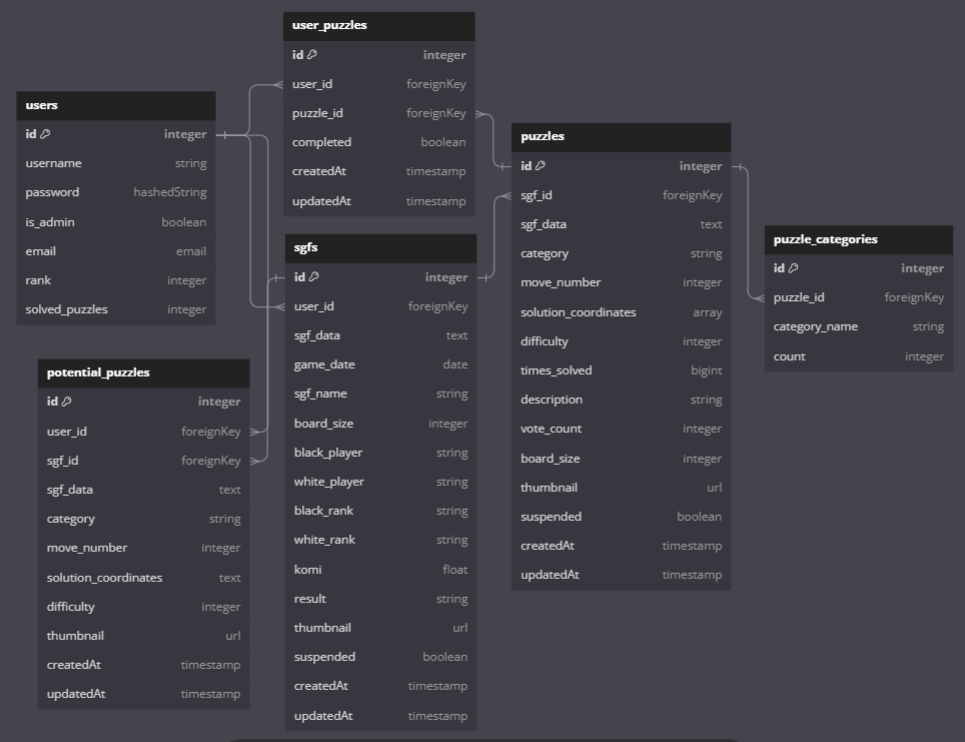 user_puzzles
id integer
user_id foreignKey
puzzle_id foreignKey
completed boolean
createdAt timestamp
updatedAt timestamp
users
id integer
username string
password hashedString
is_admin boolean
email email
rank integer
solved_puzzles integer
puzzles
id integer
sgf_id foreignKey
sgf_data text
category string
move_number integer
solution_coordinates array
difficulty integer
times_solved bigint
description string
vote_count integer
board_size integer
thumbnail url
suspended boolean
createdAt timestamp
updatedAt timestamp
puzzle_categories
id integer
puzzle_id foreignKey
category_name string
count integer
sgfs
id integer
user_id foreignKey
sgf_data text
game_date date
sgf_name string
board_size integer
black_player string
white_player string
black_rank string
white_rank string
komi float
result string
thumbnail url
suspended boolean
createdAt timestamp
updatedAt timestamp
potential_puzzles
id integer
user_id foreignKey
sgf_id foreignKey
sgf_data text
category string
move_number integer
solution_coordinates text
difficulty integer
thumbnail url
createdAt timestamp
updatedAt timestamp